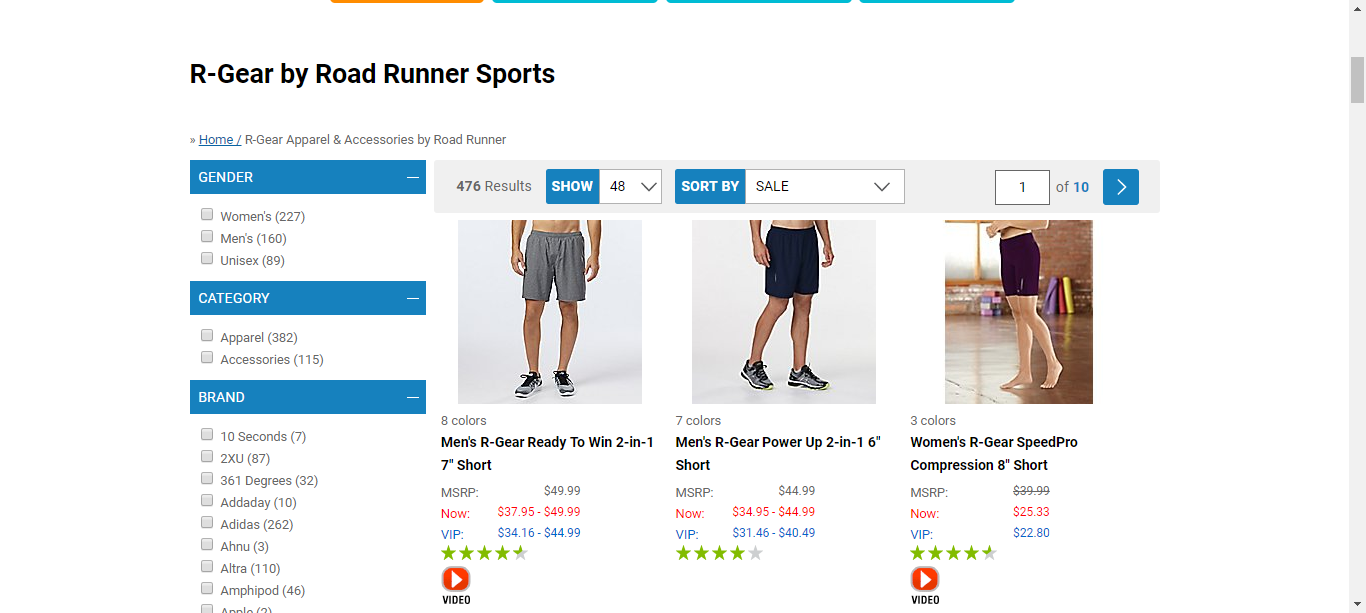 R-Gear by Road Runner Sports
» Home / R-Gear Apparel & Accessories by Road Runner
GENDER
Women's (227)
Men's (160)
Unisex (89)
CATEGORY
Apparel (382)
Accessories (115)
BRAND
10 Seconds (7)
2XU (87)
361 Degrees (32)
Addaday (10)
Adidas (262)
Ahnu (3)
Altra (110)
Amphipod (46)
Apple (2)
476 Results SHOW 48 SORT BY SALE 1 of 10
8 colors
Men's R-Gear Ready To Win 2-in-1
7" Short
MSRP: $49.99
Now: $37.95 - $49.99
VIP: $34.16 - $44.99
VIDEO
7 colors
Men's R-Gear Power Up 2-in-1 6"
Short
MSRP: $44.99
Now: $34.95 - $44.99
VIP: $31.46 - $40.49
3 colors
Women's R-Gear SpeedPro
Compression 8" Short
MSRP: $39.99
Now: $25.33
VIP: $22.80
VIDEO